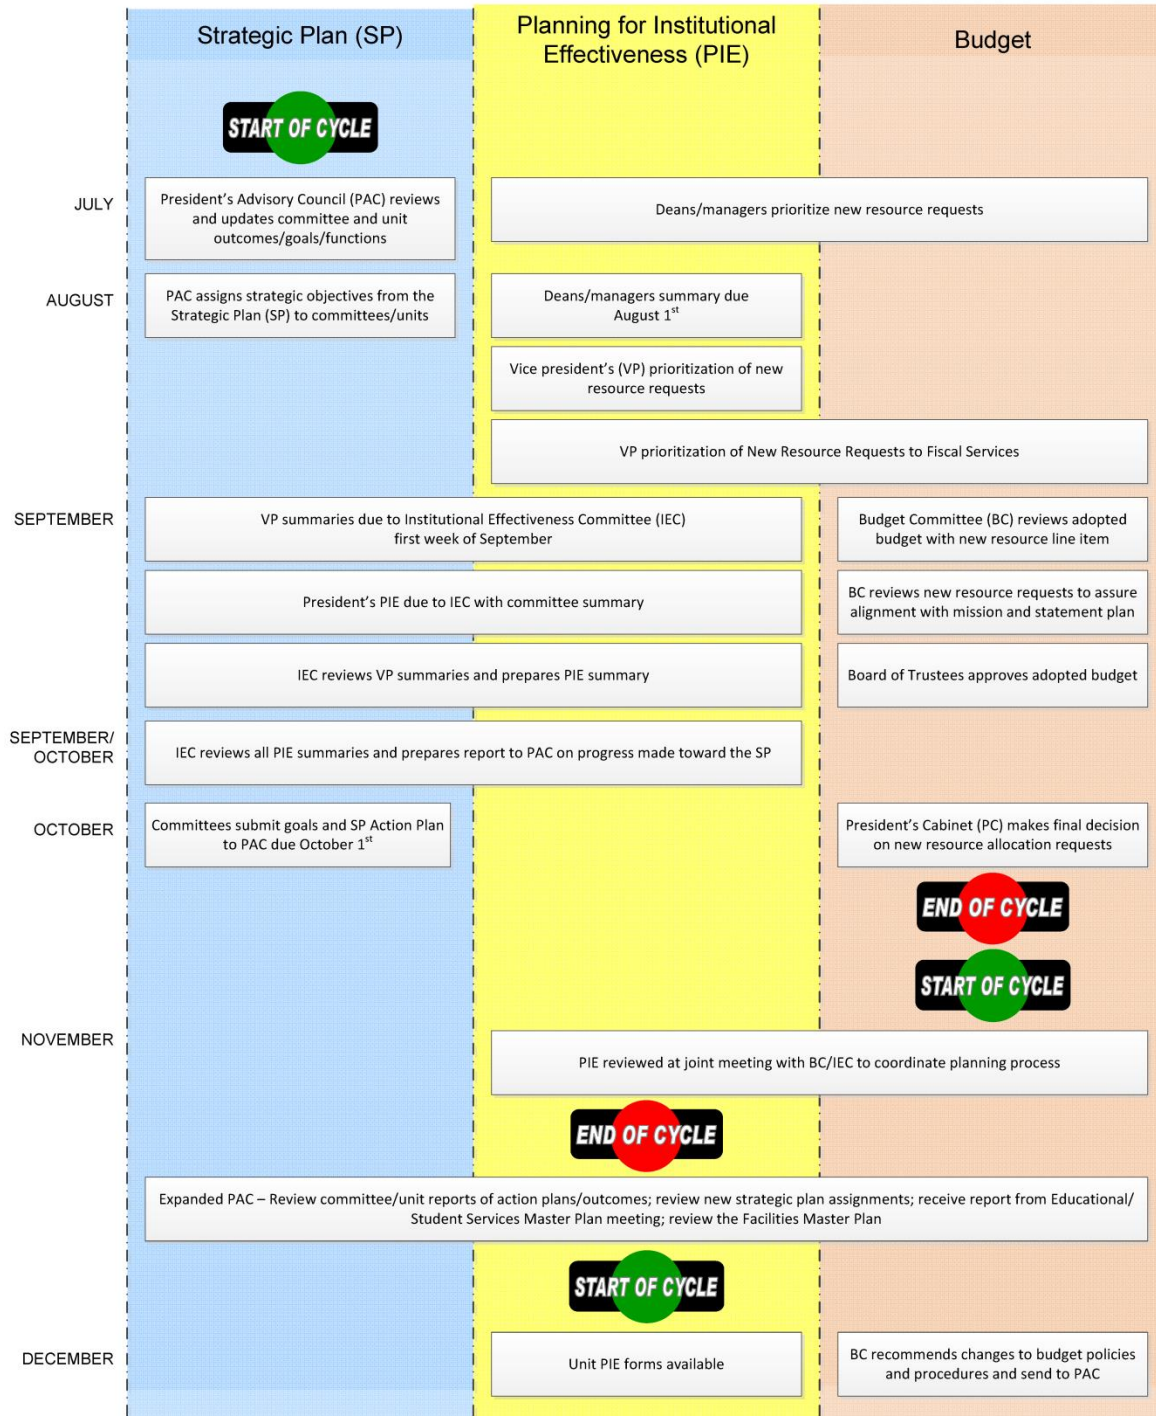 Strategic Plan (SP)
Planning for Institutional
Effectiveness (PIE)
Budget
START OF CYCLE
JULY
President’s Advisory Council (PAC) reviews
and updates committee and unit
outcomes/goals/functions
Deans/managers prioritize new resource requests
AUGUST
PAC assigns strategic objectives from the
Strategic Plan (SP) to committees/units
Deans/managers summary due
August 1st
Vice president’s (VP) prioritization of new
resource requests
VP prioritization of New Resource Requests to Fiscal Services
SEPTEMBER
VP summaries due to Institutional Effectiveness Committee (IEC)
first week of September
Budget Committee (BC) reviews adopted
budget with new resource line item
President’s PIE due to IEC with committee summary
BC reviews new resource requests to assure
alignment with mission and statement plan
IEC reviews VP summaries and prepares PIE summary
Board of Trustees approves adopted budget
SEPTEMBER/
OCTOBER
IEC reviews all PIE summaries and prepares report to PAC on progress made toward the SP
OCTOBER
Committees submit goals and SP Action Plan
to PAC due October 1st
President’s Cabinet (PC) makes final decision
on new resource allocation requests
END OF CYCLE
START OF CYCLE
NOVEMBER
PIE reviewed at joint meeting with BC/IEC to coordinate planning process
END OF CYCLE
Expanded PAC – Review committee/unit reports of action plans/outcomes; review new strategic plan assignments; receive report from Educational/
Student Services Master Plan meeting; review the Facilities Master Plan
START OF CYCLE
DECEMBER
Unit PIE forms available
BC recommends changes to budget policies
and procedures and send to PAC